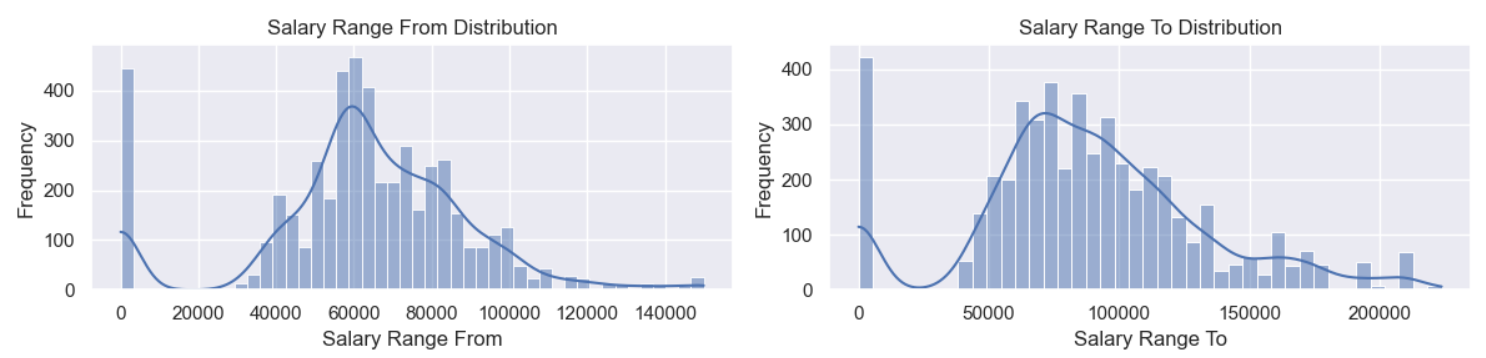 Salary Range From Distribution
Frequency
400
300
200
100
0
0 20000 40000 60000 80000 100000 120000 140000
Salary Range From
Salary Range To Distribution
Frequency
400
300
200
100
0
0 50000 100000 150000 200000
Salary Range To